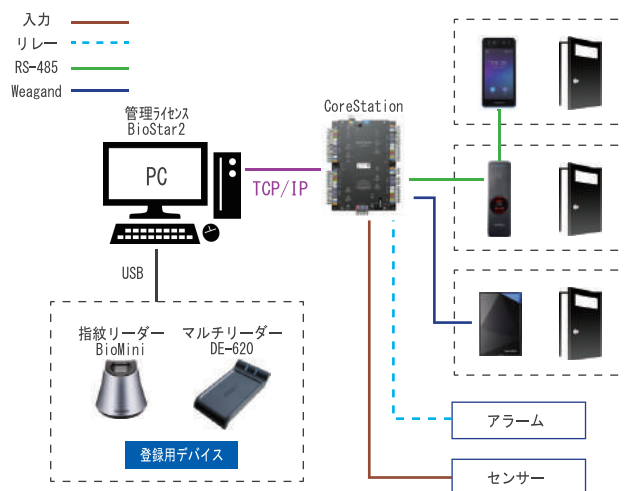 入力
リレー
RS-485
Weagand
管理ライセンス
BioStar2
PC
TCP/IP
CoreStation
USB
指紋リーダー
BioMini
マルチリーダー
DE-620
登録用デバイス
アラーム
センサー